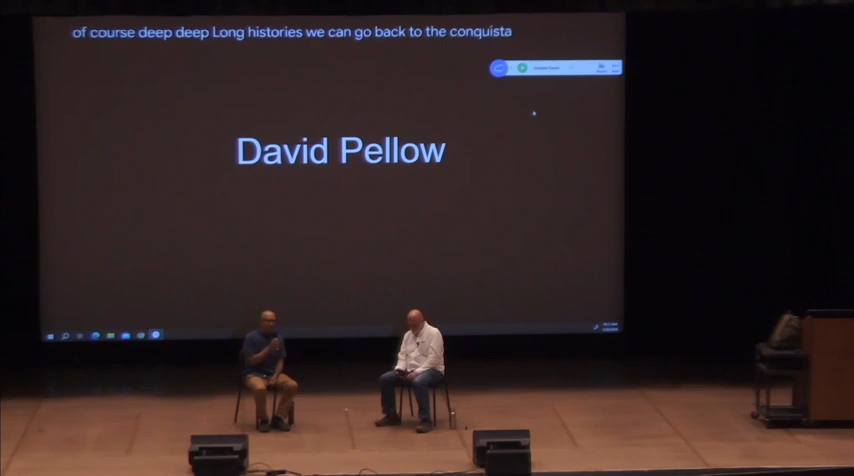 of course deep deep Long histories we can go back to the conquista
David Pellow